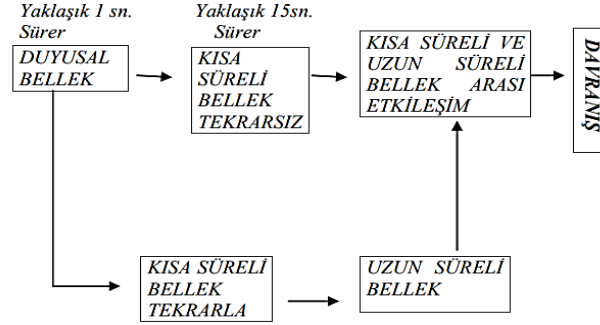 Yaklaşık 1 sn.
Sürer
Yaklaşık 15sn.
Sürer
DUYUSAL
BELLEK
KISA
SÜRELİ
BELLEK
TEKRARSIZ
KISA SÜRELİ VE
UZUN SÜRELİ
BELLEK ARASI
ETKİLEŞİM
DAVRANIŞ
KISA SÜRELİ
BELLEK
TEKRARLA
UZUN SÜRELİ
BELLEK